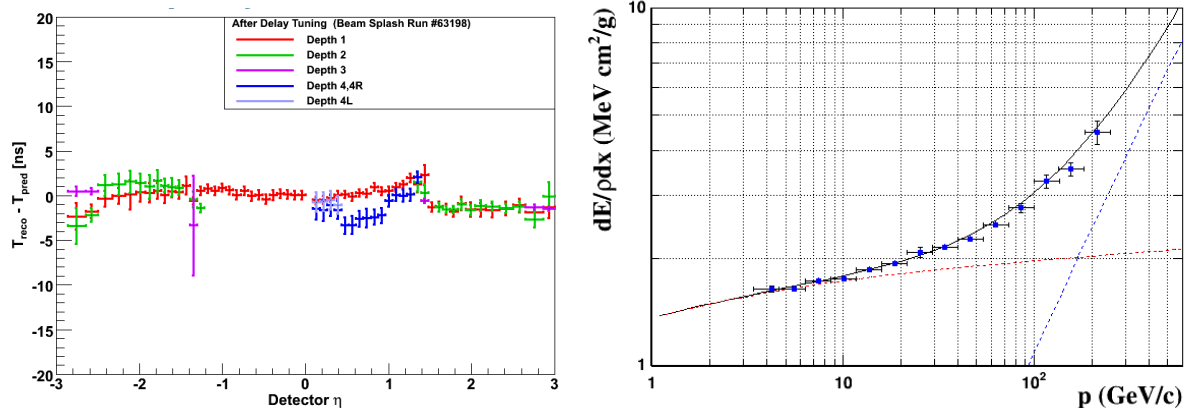 After Delay Tuning (Beam Splash Run #63198)
Depth 1
Depth 2
Depth 3
Depth 4,4R
Depth 4L
T_reco - T_pred [ns]
20
15
10
5
0
-5
-10
-15
-20
-3
-2
-1
0
1
2
3
Detector η
dE/ρdx (MeV cm²/g)
10
1
1
10
10²
p (GeV/c)